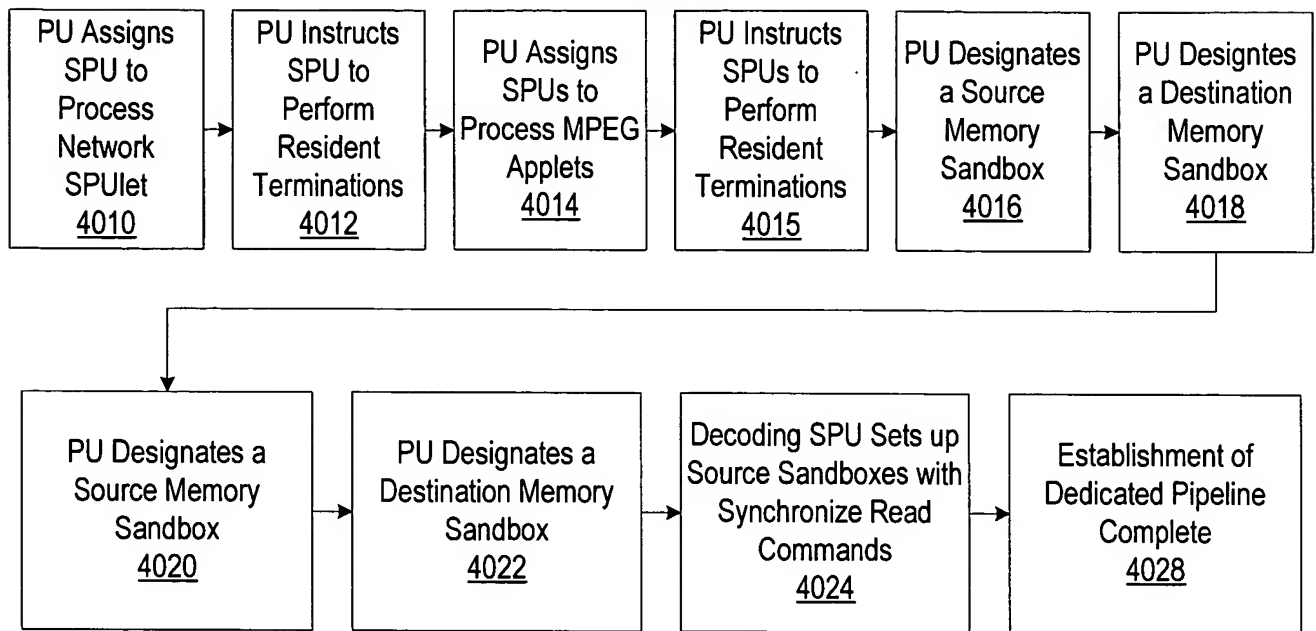 PU Assigns
SPU to
Process
Network
SPUlet
4010
PU Instructs
SPU to
Perform
Resident
Terminations
4012
PU Assigns
SPUs to
Process MPEG
Applets
4014
PU Instructs
SPUs to
Perform
Resident
Terminations
4015
PU Designates
a Source
Memory
Sandbox
4016
PU Designtes
a Destination
Memory
Sandbox
4018
PU Designates a
Source Memory
Sandbox
4020
PU Designates a
Destination Memory
Sandbox
4022
Decoding SPU Sets up
Source Sandboxes with
Synchronize Read
Commands
4024
Establishment of
Dedicated Pipeline
Complete
4028